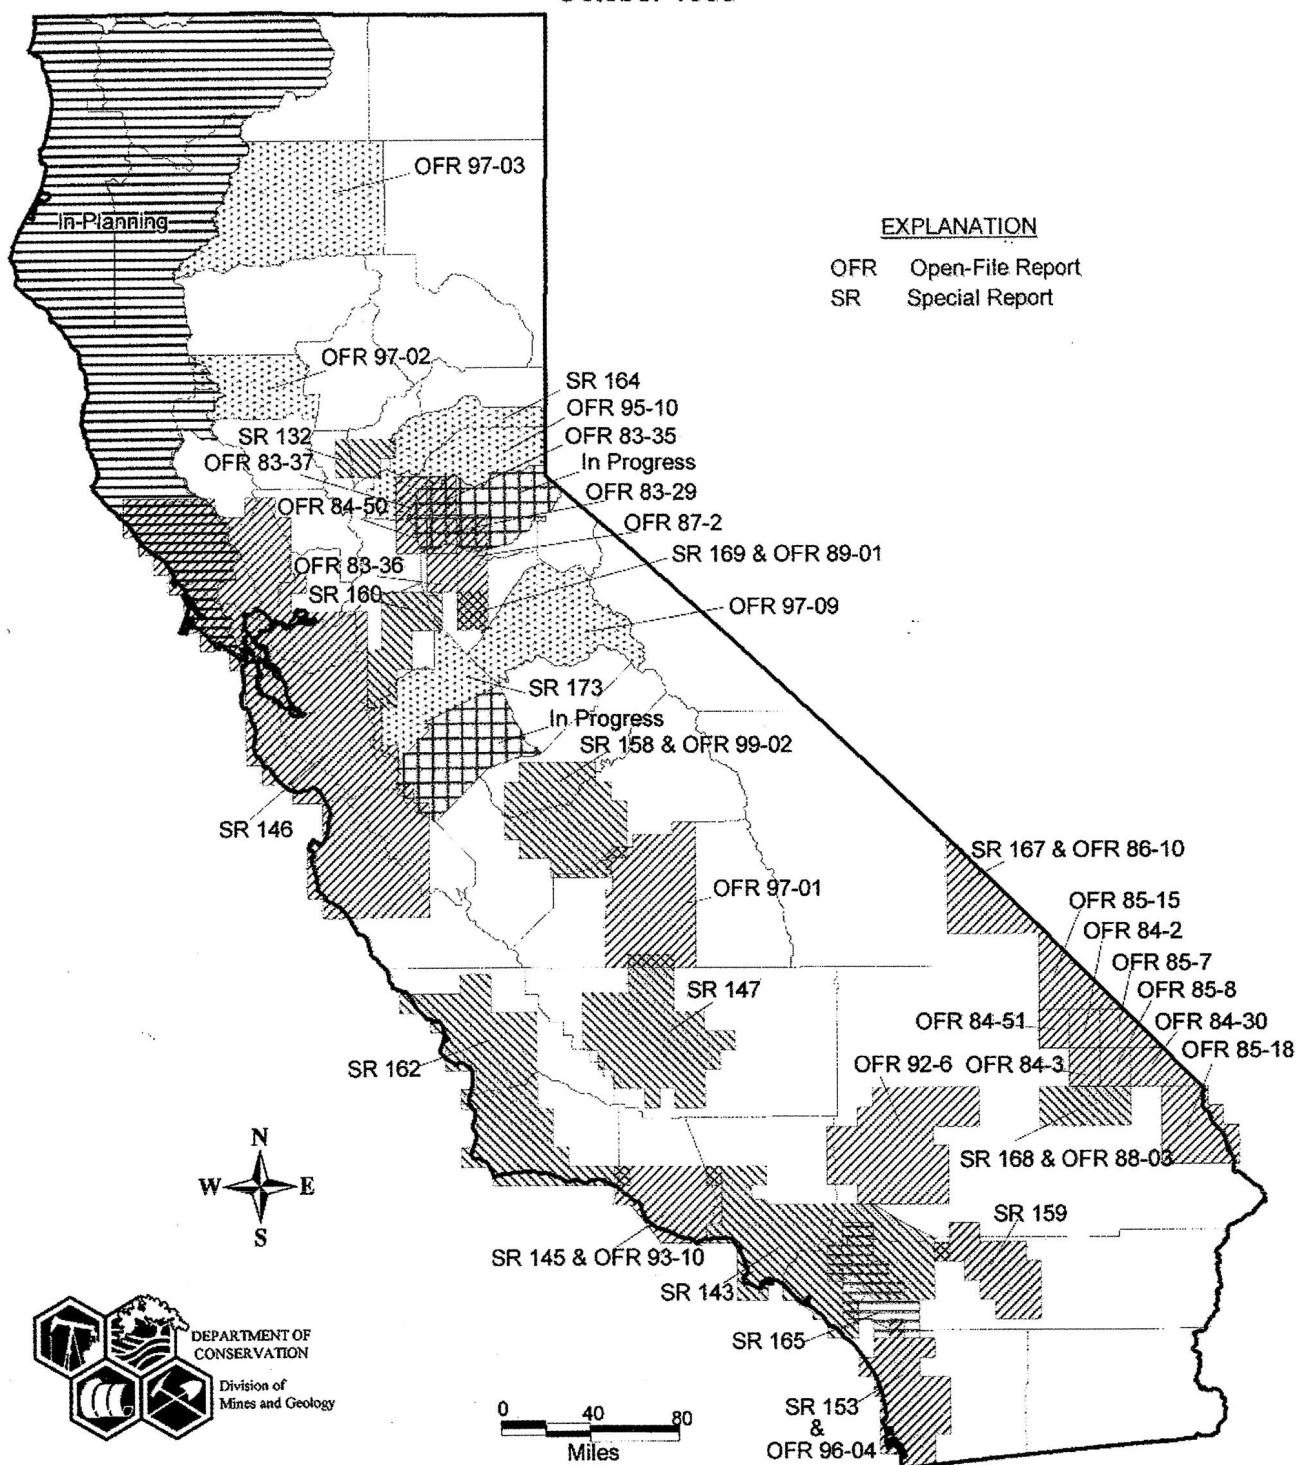 OFR 97-03
In-Planning
EXPLANATION
OFR Open-File Report
SR Special Report
OFR 97-02
SR 164
OFR 95-10
SR 132
OFR 83-35
OFR 83-37
In Progress
OFR 83-29
OFR 84-50
OFR 87-2
SR 169 & OFR 89-01
OFR 83-36
SR 160
OFR 97-09
SR 173
In Progress
SR 158 & OFR 99-02
SR 146
SR 167 & OFR 86-10
OFR 97-01
OFR 85-15
OFR 84-2
OFR 85-7
SR 147
OFR 85-8
OFR 84-51
OFR 84-30
OFR 85-18
SR 162
OFR 92-6
OFR 84-3
N
W E
S
SR 168 & OFR 88-03
SR 159
SR 145 & OFR 93-10
SR 143
SR 165
DEPARTMENT OF
CONSERVATION
Division of
Mines and Geology
0 40 80
Miles
SR 153
&
OFR 96-04